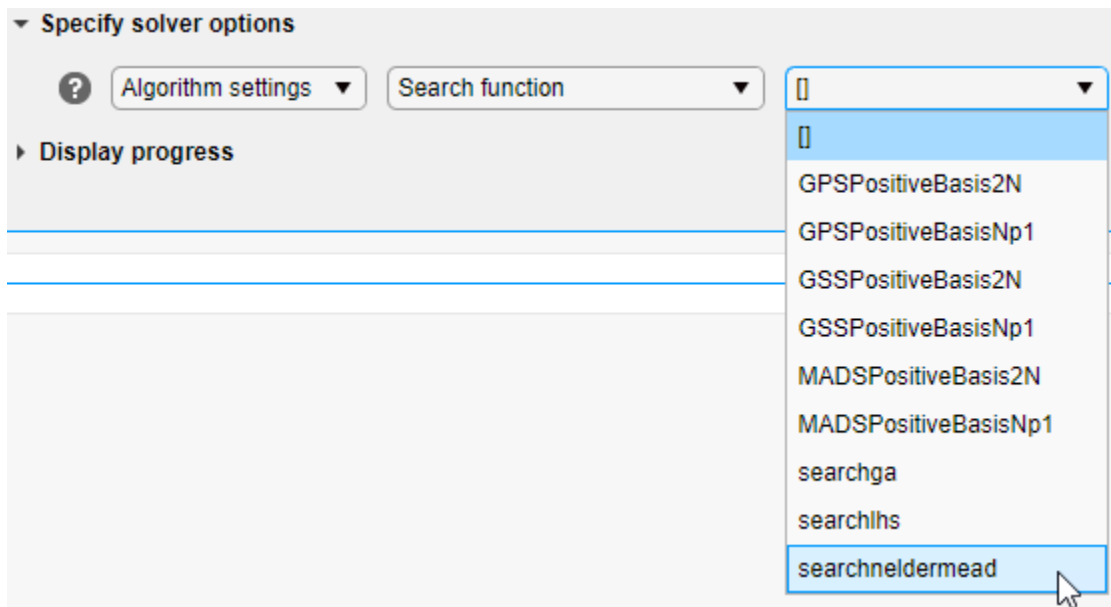 Specify solver options
? Algorithm settings Search function []
Display progress
[]
GPSPositiveBasis2N
GPSPositiveBasisNp1
GSSPositiveBasis2N
GSSPositiveBasisNp1
MADSPositiveBasis2N
MADSPositiveBasisNp1
searchga
searchlhs
searchneldermead